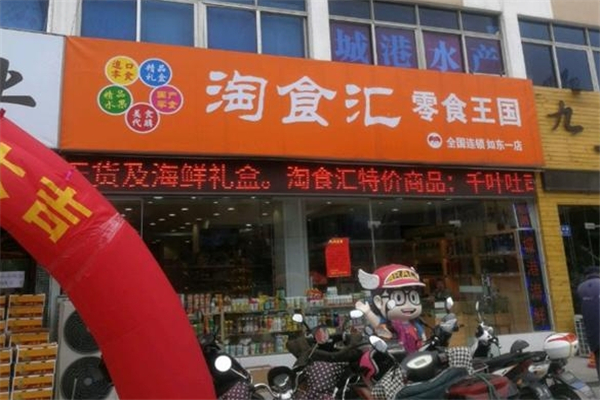 城港水产
进口零食
精品礼盒
精品水果
国产零食
美食代购
淘食汇 零食王国
全国连锁 如东一店
货及海鲜礼盒。淘食汇特价商品:千叶吐司
九